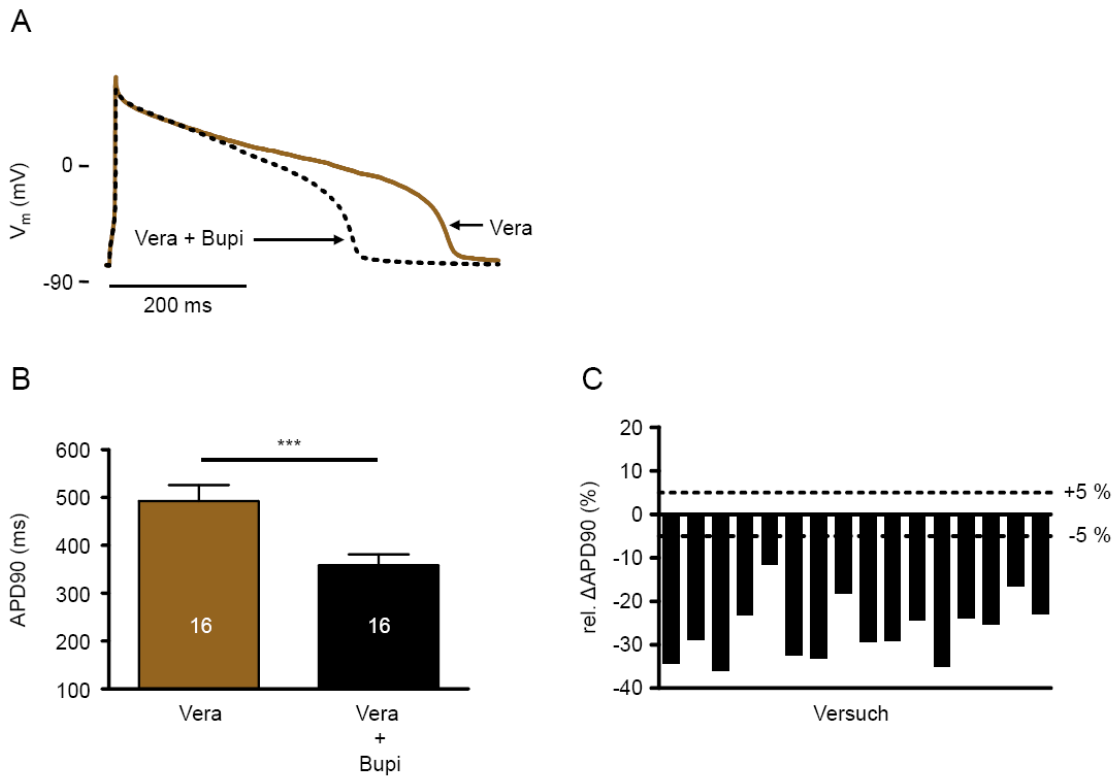 A
V_m (mV)
0
-90
Vera + Bupi
Vera
200 ms
B
APD90 (ms)
600
500
400
300
200
100
***
16
16
Vera
Vera
+
Bupi
C
rel. ΔAPD90 (%)
20
10
0
-10
-20
-30
-40
+5 %
-5 %
Versuch